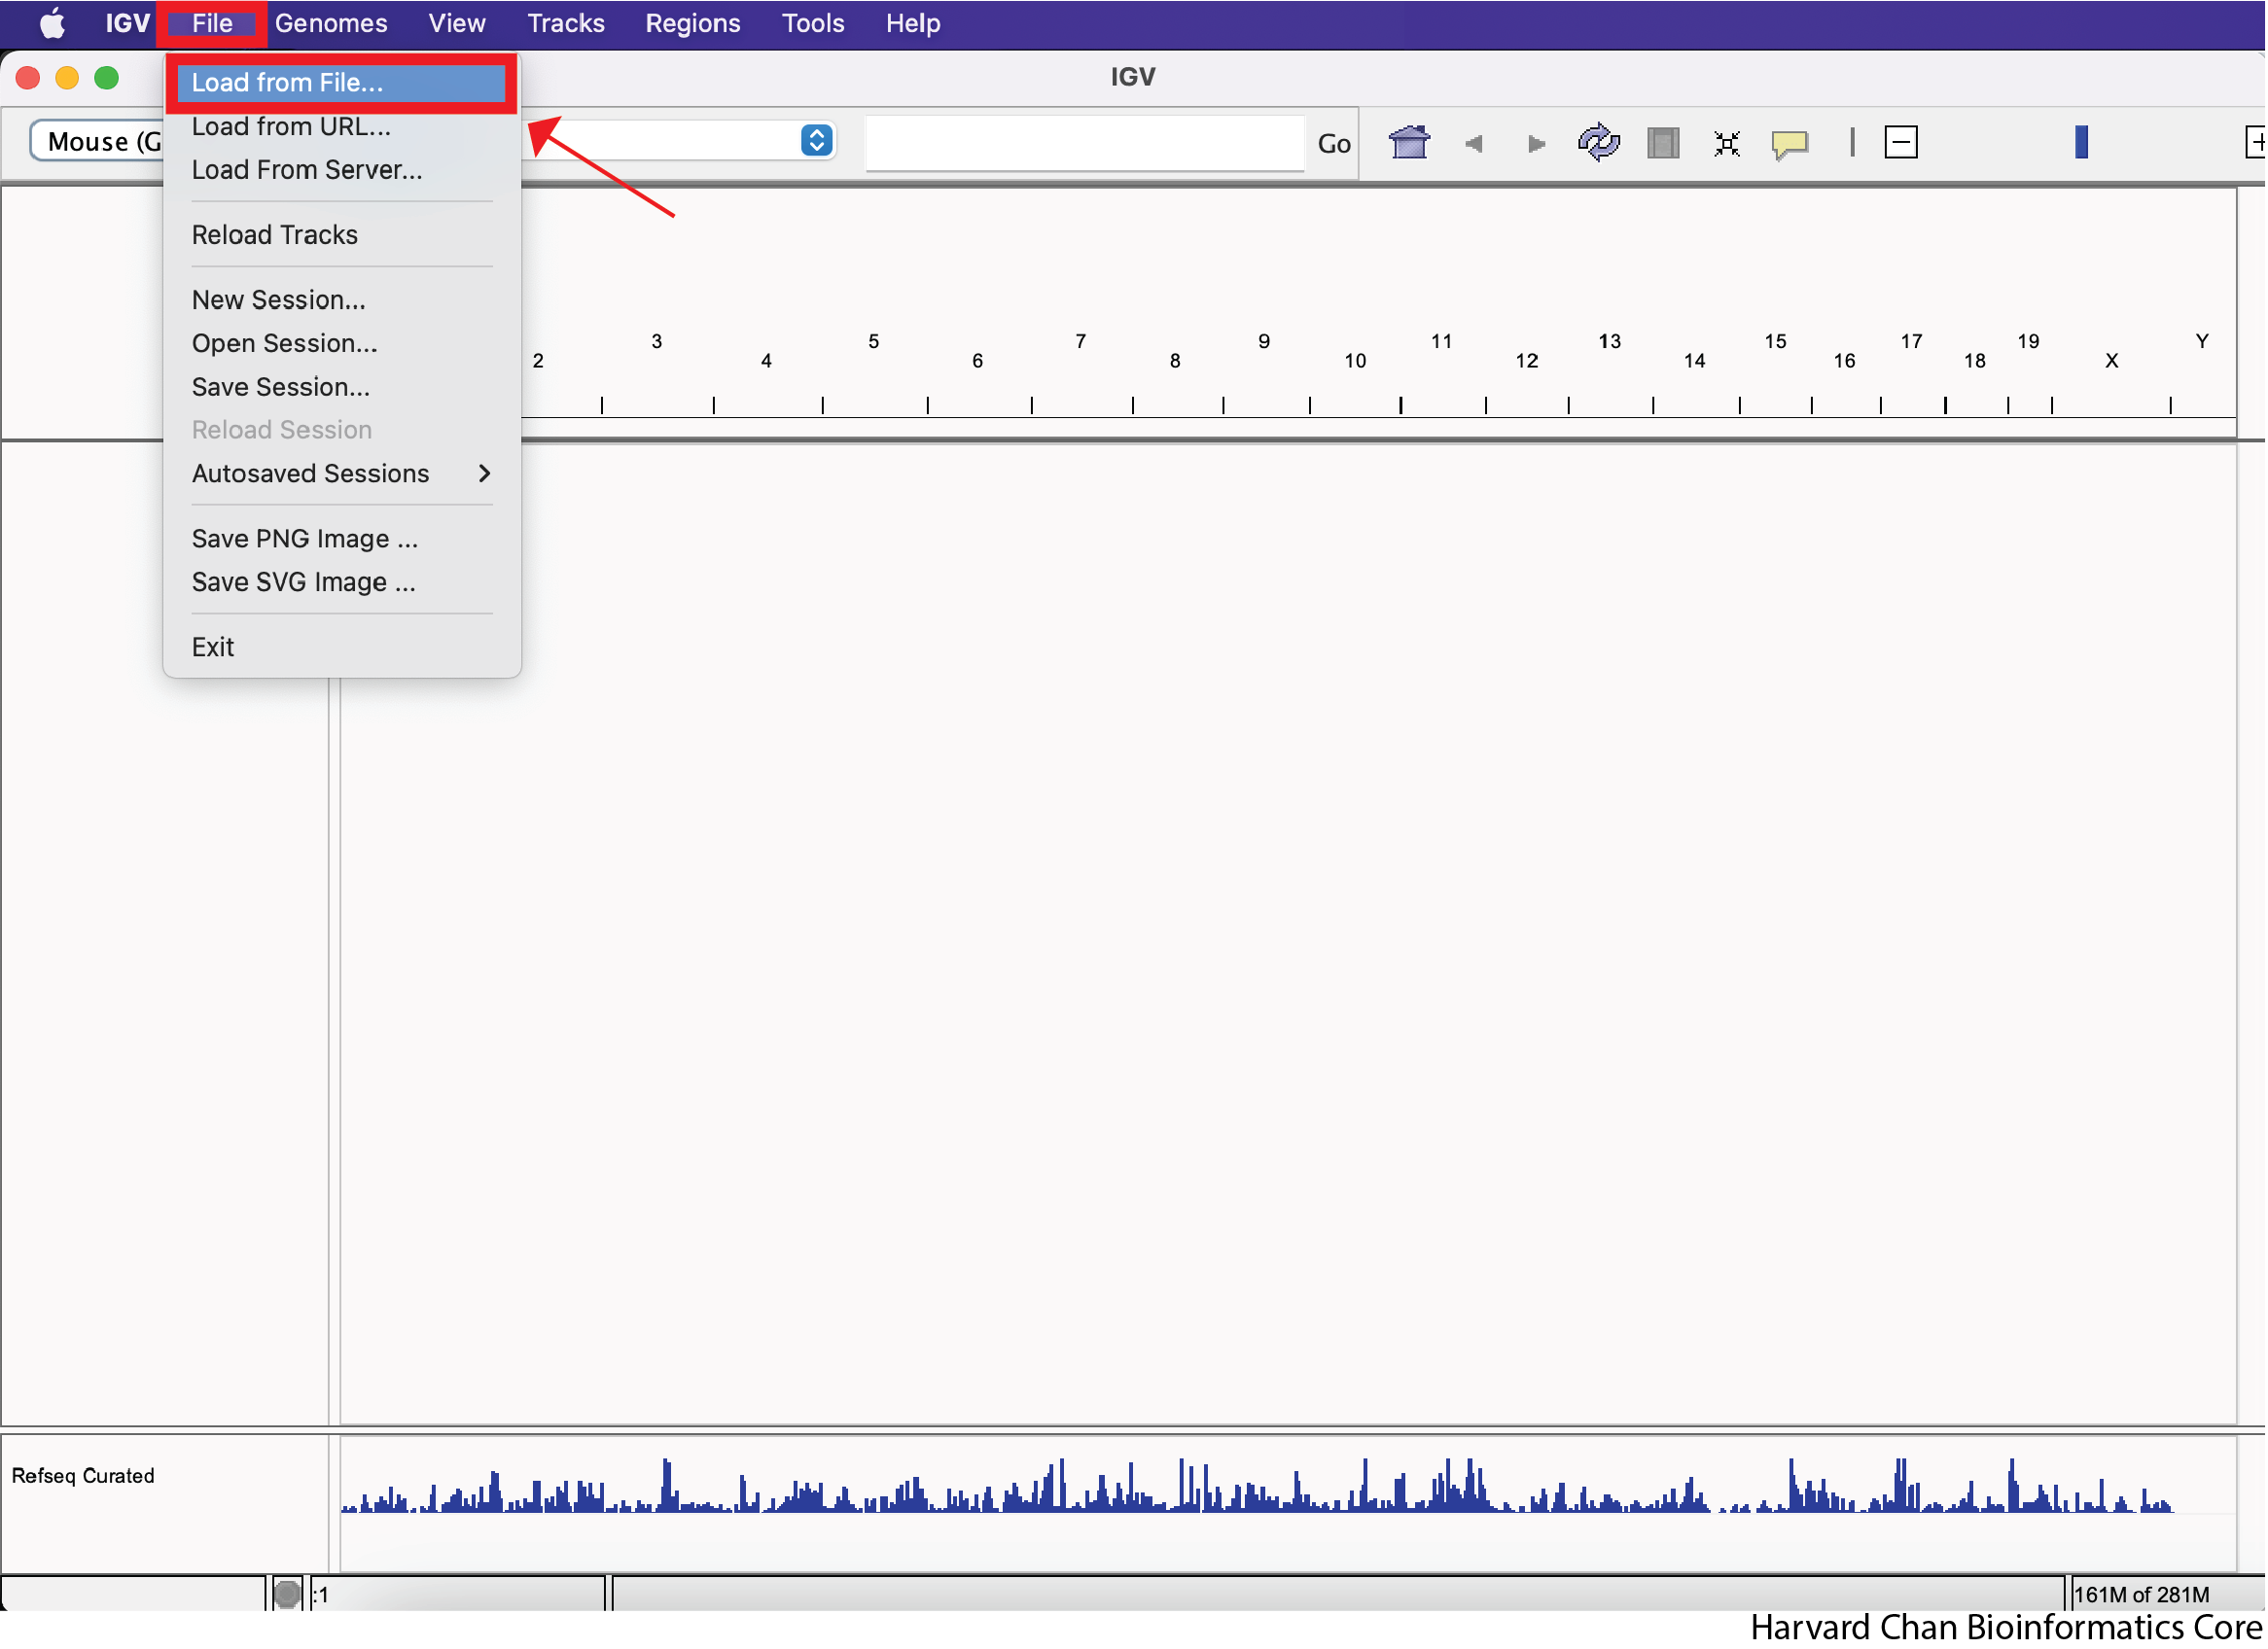 IGV File Genomes View Tracks Regions Tools Help
IGV
Load from File...
Mouse (G
Go
Load from URL...
Load From Server...
Reload Tracks
New Session...
Open Session...
Save Session...
Reload Session
Autosaved Sessions
Save PNG Image ...
Save SVG Image ...
Exit
2 3 4 5 6 7 8 9 10 11 12 13 14 15 16 17 18 19 X Y
Refseq Curated
:1
161M of 281M
Harvard Chan Bioinformatics Core